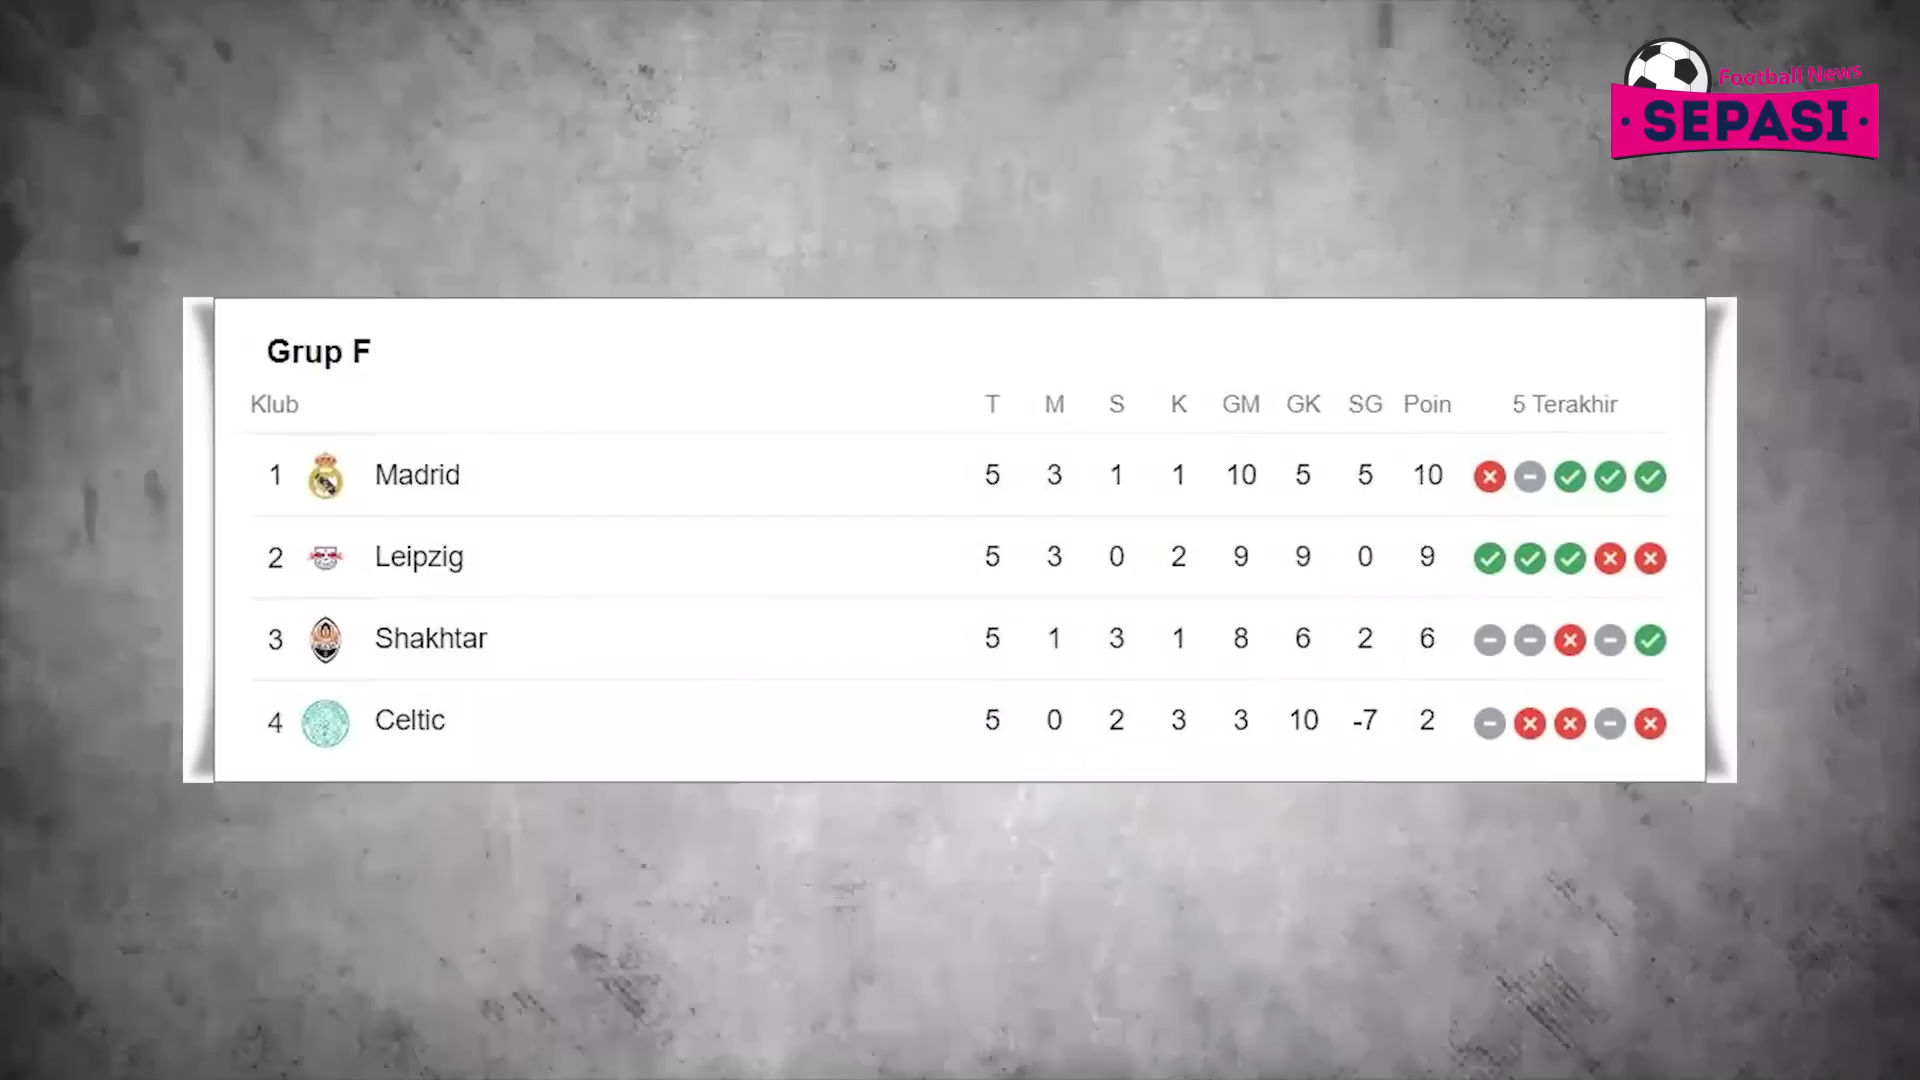 Football News
• SEPASI •
Grup F
Klub T M S K GM GK SG Poin 5 Terakhir
1 Madrid 5 3 1 1 10 5 5 10
2 Leipzig 5 3 0 2 9 9 0 9
3 Shakhtar 5 1 3 1 8 6 2 6
4 Celtic 5 0 2 3 3 10 -7 2